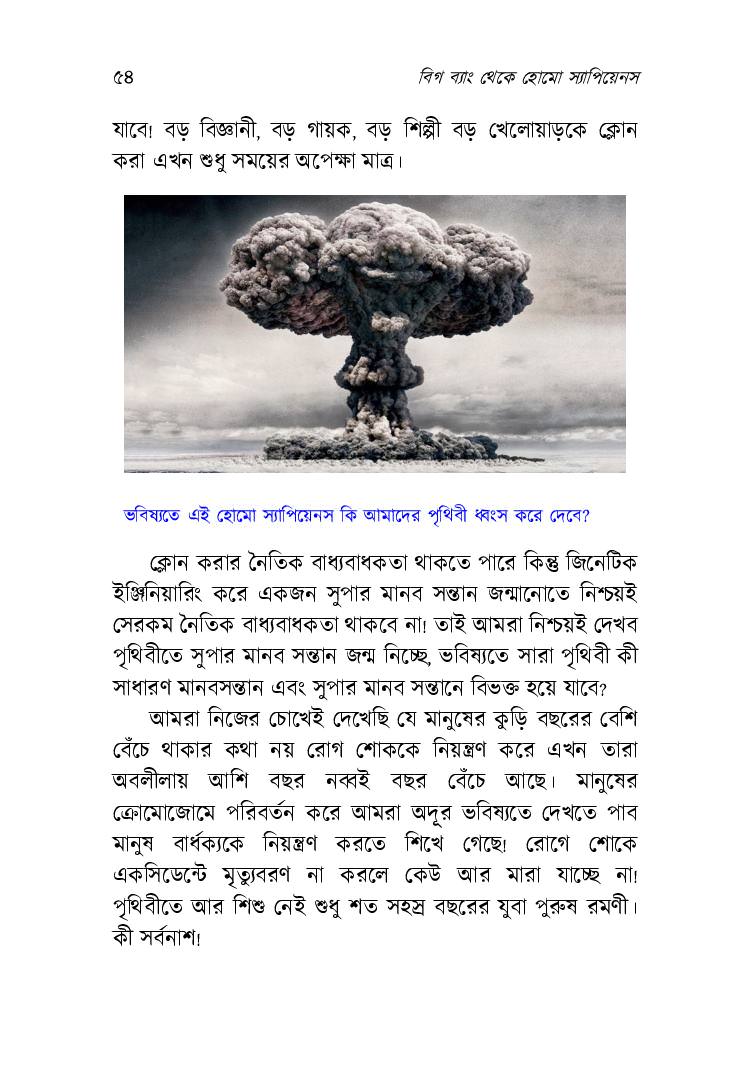 ৫৪ বিগ ব্যাং থেকে হোমো স্যাপিয়েনস
যাবে! বড় বিজ্ঞানী, বড় গায়ক, বড় শিল্পী বড় খেলোয়াড়কে ক্লোন
করা এখন শুধু সময়ের অপেক্ষা মাত্র।
ভবিষ্যতে এই হোমো স্যাপিয়েনস কি আমাদের পৃথিবী ধ্বংস করে দেবে?
ক্লোন করার নৈতিক বাধ্যবাধকতা থাকতে পারে কিন্তু জিনেটিক
ইঞ্জিনিয়ারিং করে একজন সুপার মানব সন্তান জন্মানোতে নিশ্চয়ই
সেরকম নৈতিক বাধ্যবাধকতা থাকবে না! তাই আমরা নিশ্চয়ই দেখব
পৃথিবীতে সুপার মানব সন্তান জন্ম নিচ্ছে, ভবিষ্যতে সারা পৃথিবী কী
সাধারণ মানবসন্তান এবং সুপার মানব সন্তানে বিভক্ত হয়ে যাবে?
আমরা নিজের চোখেই দেখেছি যে মানুষের কুড়ি বছরের বেশি
বেঁচে থাকার কথা নয় রোগ শোককে নিয়ন্ত্রণ করে এখন তারা
অবলীলায় আশি বছর নব্বই বছর বেঁচে আছে। মানুষের
ক্রোমোজোমে পরিবর্তন করে আমরা অদূর ভবিষ্যতে দেখতে পাব
মানুষ বার্ধক্যকে নিয়ন্ত্রণ করতে শিখে গেছে! রোগে শোকে
একসিডেন্টে মৃত্যুবরণ না করলে কেউ আর মারা যাচ্ছে না!
পৃথিবীতে আর শিশু নেই শুধু শত সহস্র বছরের যুবা পুরুষ রমণী।
কী সর্বনাশ!